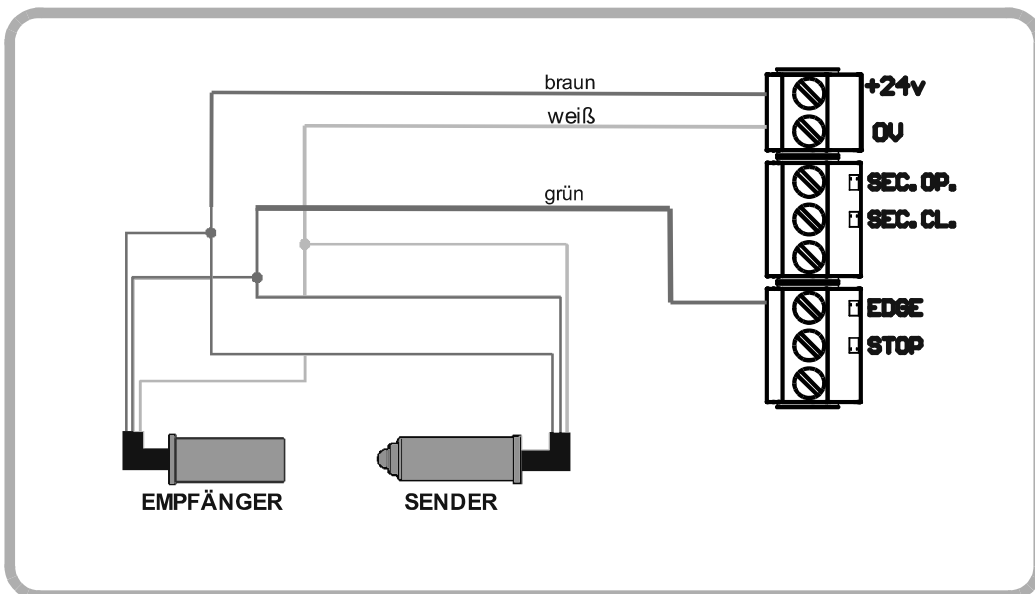 braun
+24v
weiß
0V
grün
SEC.OP.
SEC.CL.
EDGE
STOP
EMPFÄNGER
SENDER